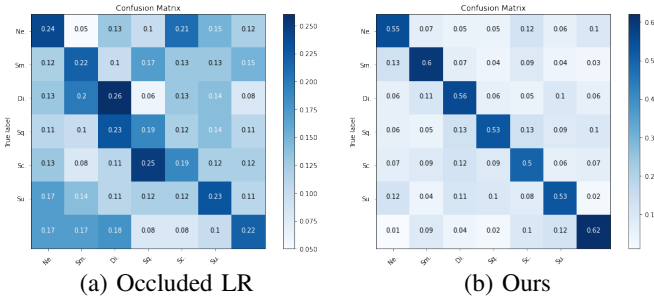 Confusion Matrix
Ne. 0.24 0.05 0.13 0.1 0.21 0.15 0.12
Sm. 0.12 0.22 0.1 0.17 0.13 0.13 0.15
Di. 0.13 0.2 0.26 0.06 0.13 0.14 0.08
Sq. 0.11 0.1 0.23 0.19 0.12 0.14 0.11
Sc. 0.13 0.08 0.11 0.25 0.19 0.12 0.12
Su. 0.17 0.14 0.11 0.12 0.12 0.23 0.11
0.17 0.17 0.18 0.08 0.08 0.1 0.22
True label
Ne. Sm. Di. Sq. Sc. Su.
0.250
0.225
0.200
0.175
0.150
0.125
0.100
0.075
0.050
(a) Occluded LR
Confusion Matrix
Ne. 0.55 0.07 0.05 0.05 0.12 0.06 0.1
Sm. 0.13 0.6 0.07 0.04 0.09 0.04 0.03
Di. 0.06 0.11 0.56 0.06 0.05 0.1 0.06
Sq. 0.06 0.05 0.13 0.53 0.13 0.09 0.1
Sc. 0.07 0.09 0.12 0.09 0.5 0.06 0.07
Su. 0.12 0.04 0.11 0.1 0.08 0.53 0.02
0.01 0.09 0.04 0.02 0.1 0.12 0.62
True label
Ne. Sm. Di. Sq. Sc. Su.
0.6
0.5
0.4
0.3
0.2
0.1
(b) Ours